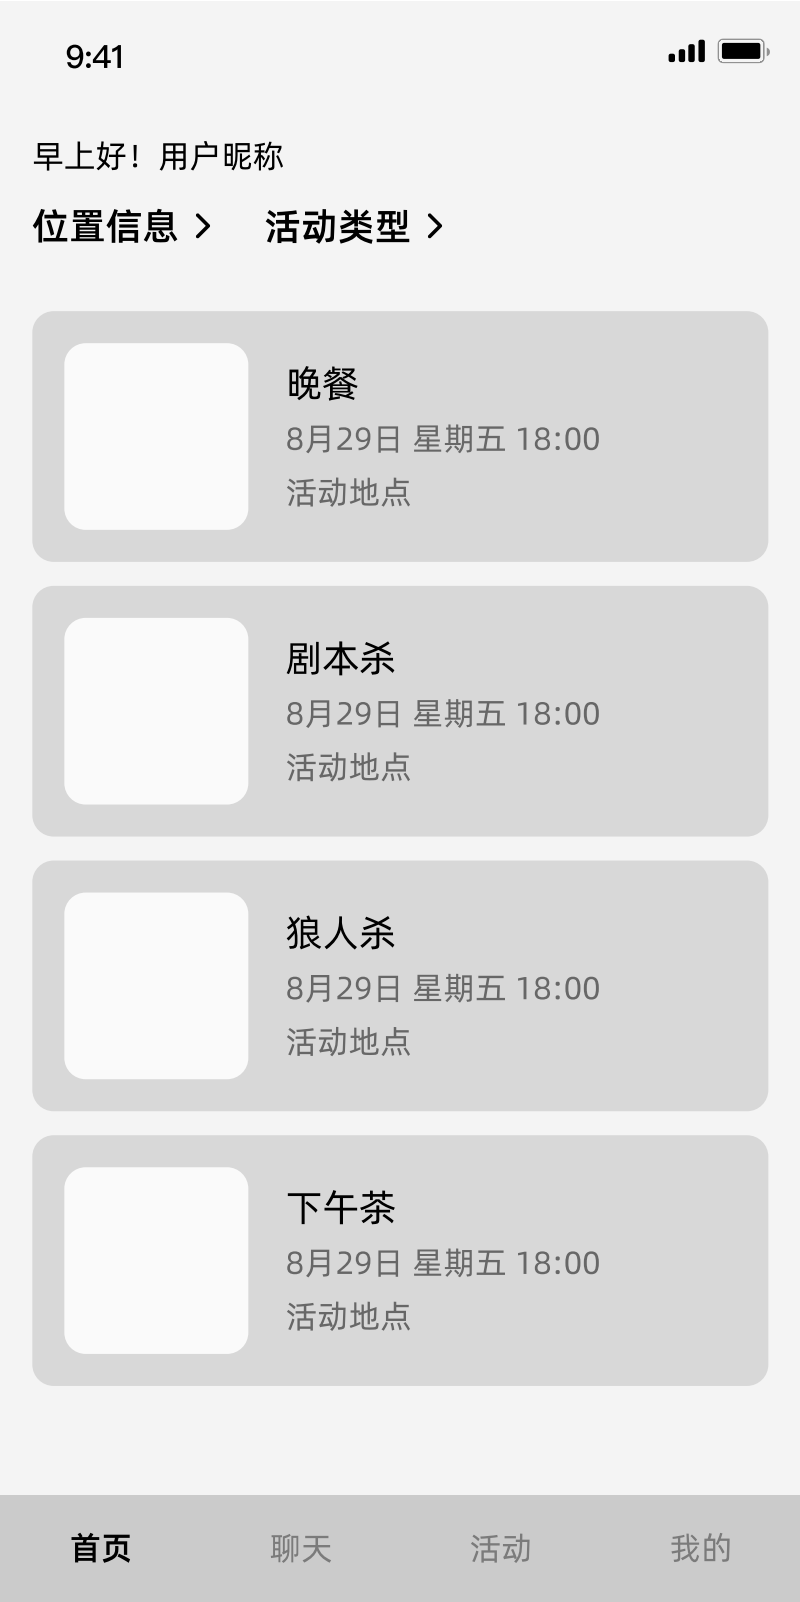 9:41
早上好！用户昵称
位置信息 > 活动类型 >
晚餐
8月29日 星期五 18:00
活动地点
剧本杀
8月29日 星期五 18:00
活动地点
狼人杀
8月29日 星期五 18:00
活动地点
下午茶
8月29日 星期五 18:00
活动地点
首页 聊天 活动 我的